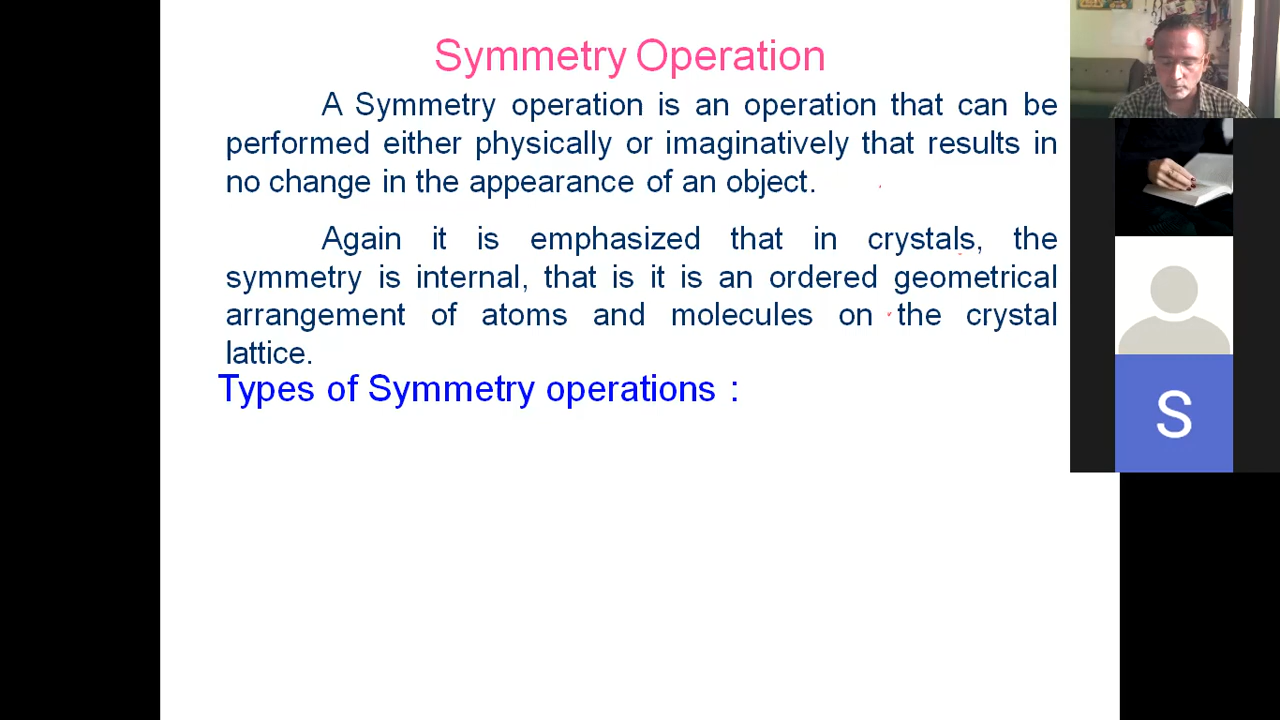 Symmetry Operation
A Symmetry operation is an operation that can be
performed either physically or imaginatively that results in
no change in the appearance of an object.
Again it is emphasized that in crystals, the
symmetry is internal, that is it is an ordered geometrical
arrangement of atoms and molecules on the crystal
lattice.
Types of Symmetry operations :
S